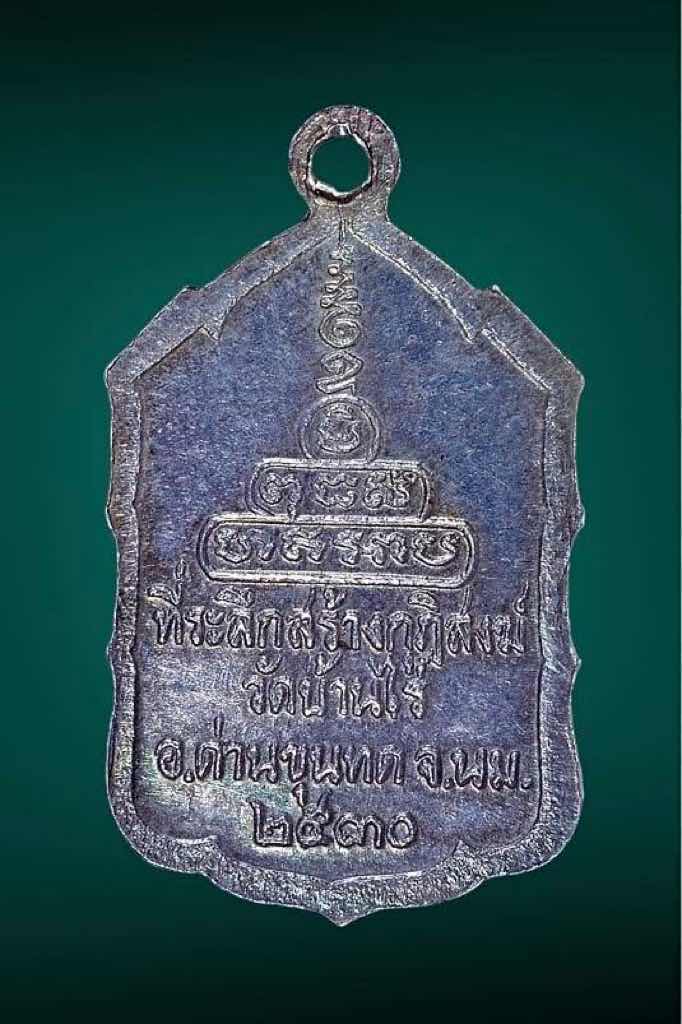 ที่ระลึกสร้างกุฏิสงฆ์
วัดบ้านไร่
อ.ด่านขุนทด จ.นม.
๒๕๓๐